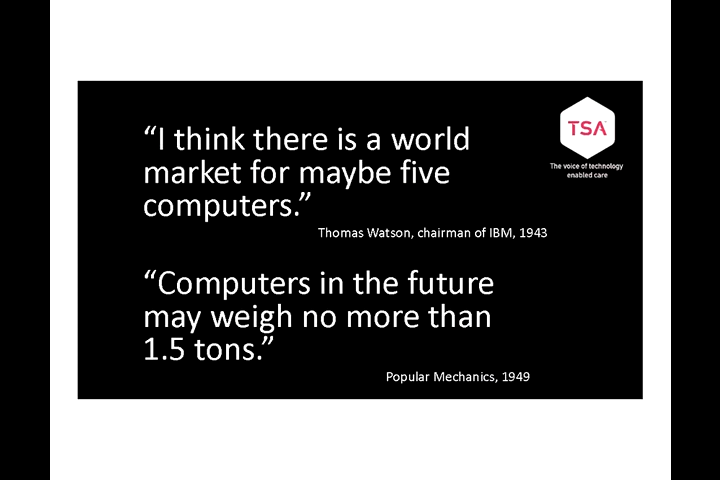 “I think there is a world
market for maybe five
computers.”
Thomas Watson, chairman of IBM, 1943
“Computers in the future
may weigh no more than
1.5 tons.”
Popular Mechanics, 1949
TSA
The voice of technology
enabled care